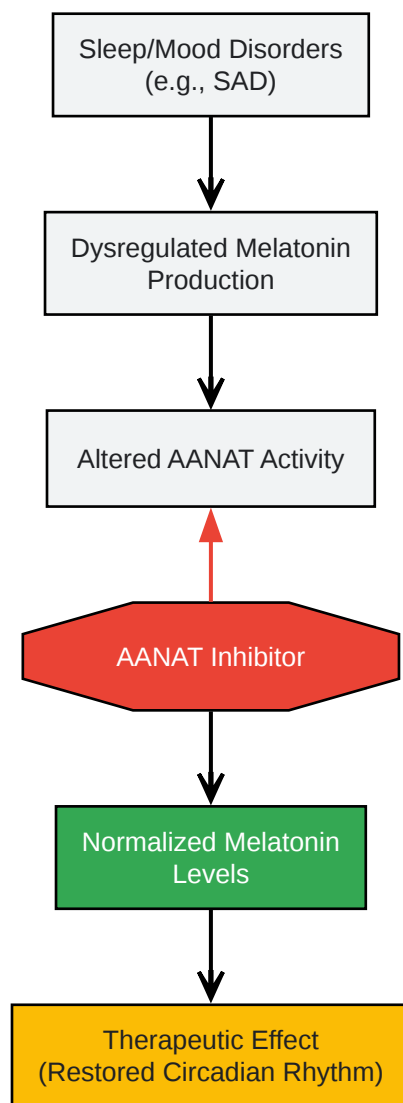 Sleep/Mood Disorders
(e.g., SAD)
Dysregulated Melatonin
Production
Altered AANAT Activity
AANAT Inhibitor
Normalized Melatonin
Levels
Therapeutic Effect
(Restored Circadian Rhythm)